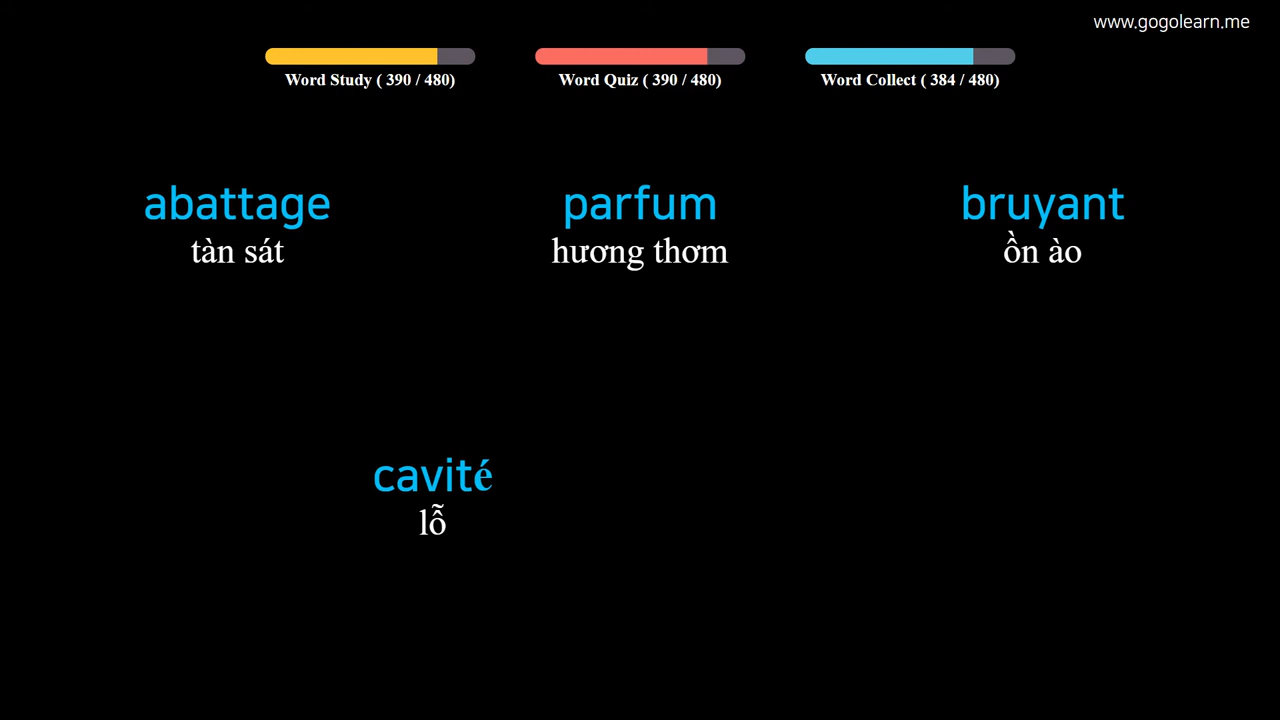 www.gogolearn.me
Word Study ( 390 / 480)
Word Quiz ( 390 / 480)
Word Collect ( 384 / 480)
abattage
tàn sát
parfum
hương thơm
bruyant
ồn ào
cavité
lỗ